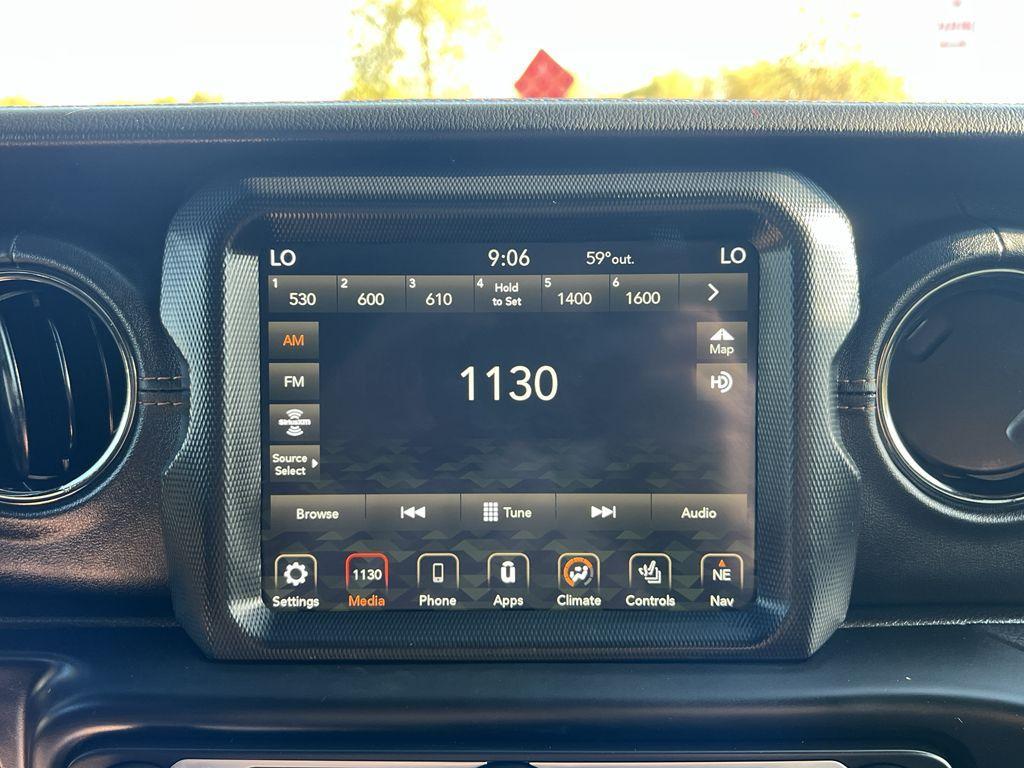 LO 9:06 59°out. LO
1 530 2 600 3 610 4 Hold to Set 5 1400 6 1600
AM
Map
FM
1130
HD
SiriusXM
Source
Select
Browse Tune Audio
1130 NE
Settings Media Phone Apps Climate Controls Nav